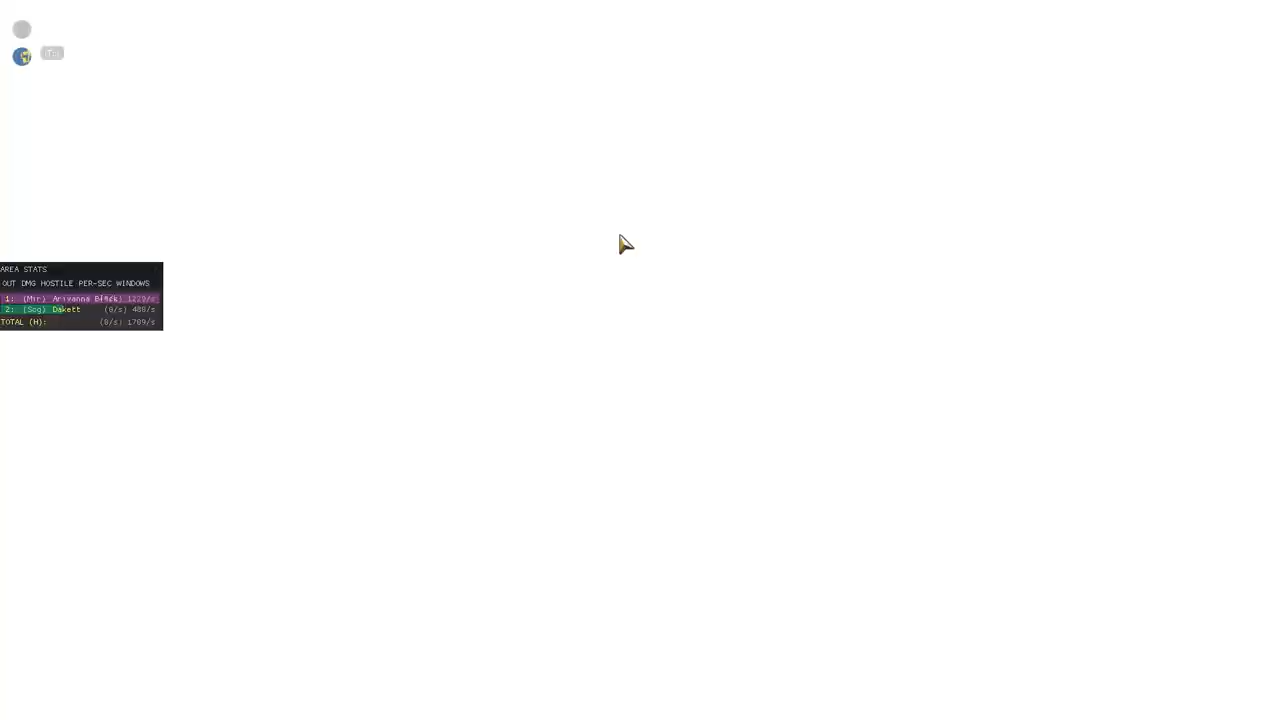 AREA STATS
OUT DMG HOSTILE PER-SEC WINDOWS
1: (Mir) Arivanna 1229/s
2: (Sog) Dakett (0/s) 480/s
TOTAL (H): (0/s) 1709/s